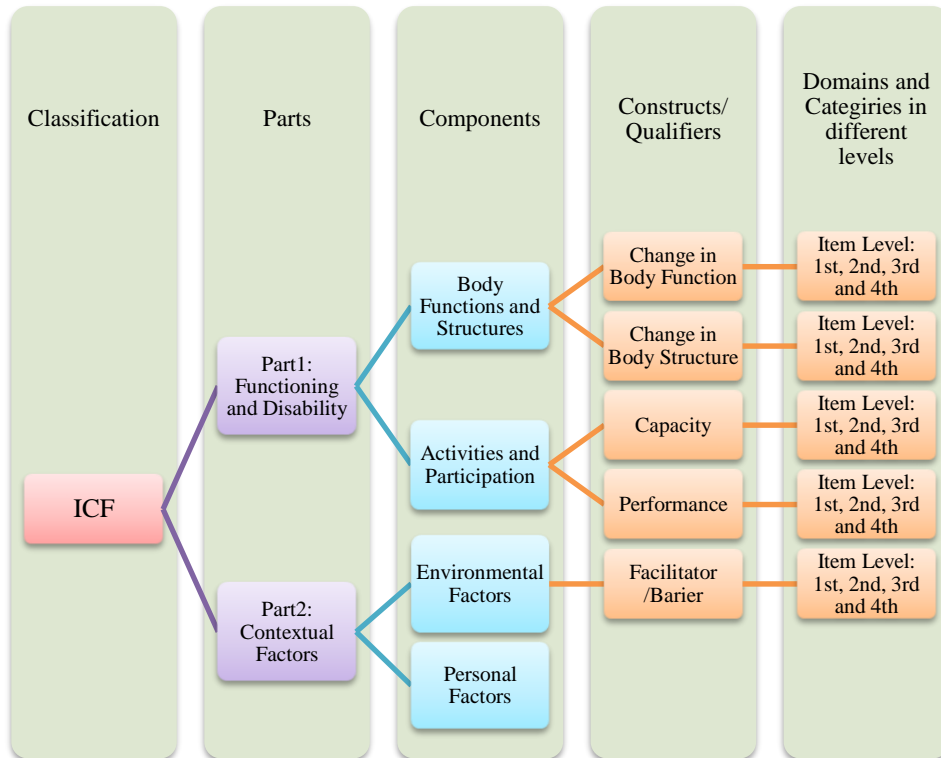 Classification
Parts
Components
Constructs/
Qualifiers
Domains and
Categiries in
different
levels
ICF
Part1:
Functioning
and Disability
Part2:
Contextual
Factors
Body
Functions and
Structures
Activities and
Participation
Environmental
Factors
Personal
Factors
Change in
Body Function
Change in
Body Structure
Capacity
Performance
Facilitator
/Barier
Item Level:
1st, 2nd, 3rd
and 4th
Item Level:
1st, 2nd, 3rd
and 4th
Item Level:
1st, 2nd, 3rd
and 4th
Item Level:
1st, 2nd, 3rd
and 4th
Item Level:
1st, 2nd, 3rd
and 4th